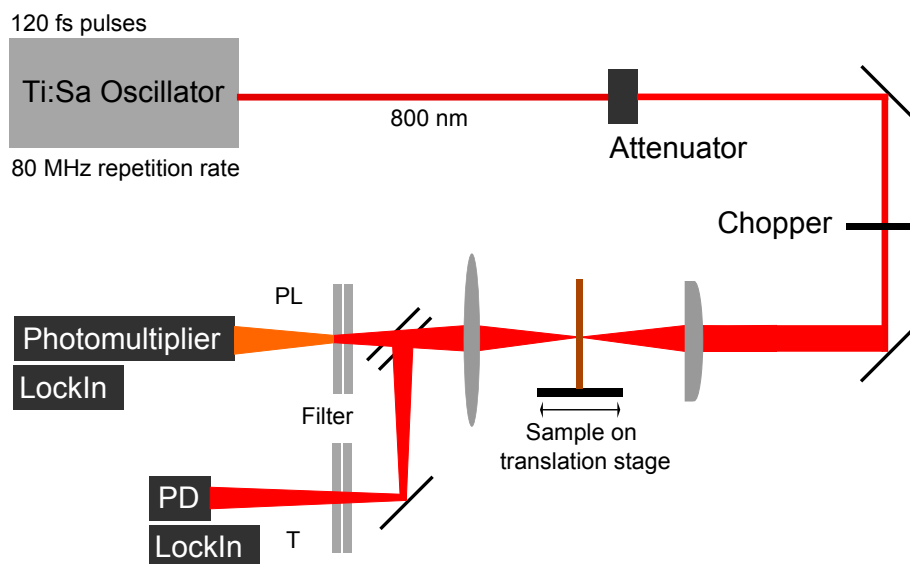 120 fs pulses
Ti:Sa Oscillator
80 MHz repetition rate
800 nm
Attenuator
Chopper
PL
Photomultiplier
LockIn
Filter
Sample on
translation stage
PD
LockIn
T